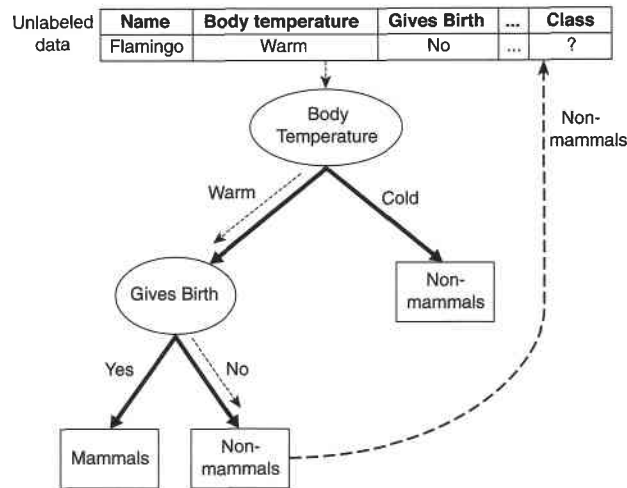 Unlabeled data
Name Body temperature Gives Birth ... Class
Flamingo Warm No ... ?
Body
Temperature
Non-
mammals
Warm
Cold
Gives Birth
Non-
mammals
Yes
No
Mammals
Non-
mammals